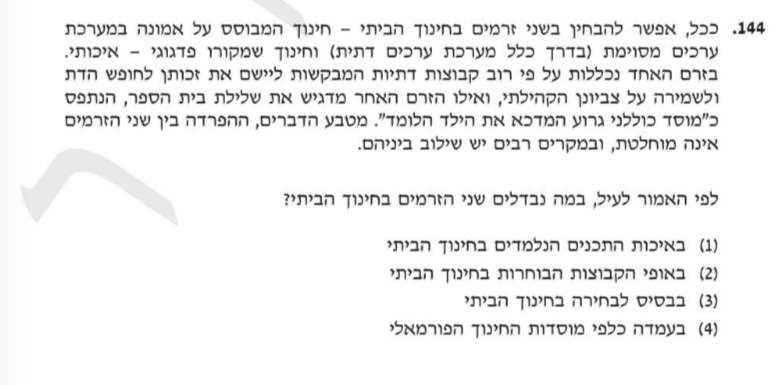 144. ככל, אפשר להבחין בשני זרמים בחינוך הביתי – חינוך המבוסס על אמונה במערכת
ערכים מסוימת (בדרך כלל מערכת ערכים דתית) וחינוך שמקורו פדגוגי – איכותי.
בזרם האחד נכללות על פי רוב קבוצות דתיות המבקשות ליישם את זכותן לחופש הדת
ולשמירה על צביונן הקהילתי, ואילו הזרם האחר מדגיש את שלילת בית הספר, הנתפס
כ"מוסד כוללני גרוע המדכא את הילד הלומד". מטבע הדברים, ההפרדה בין שני הזרמים
אינה מוחלטת, ובמקרים רבים יש שילוב ביניהם.
לפי האמור לעיל, במה נבדלים שני הזרמים בחינוך הביתי?
(1) באיכות התכנים הנלמדים בחינוך הביתי
(2) באופי הקבוצות הבוחרות בחינוך הביתי
(3) בבסיס לבחירה בחינוך הביתי
(4) בעמדה כלפי מוסדות החינוך הפורמאלי